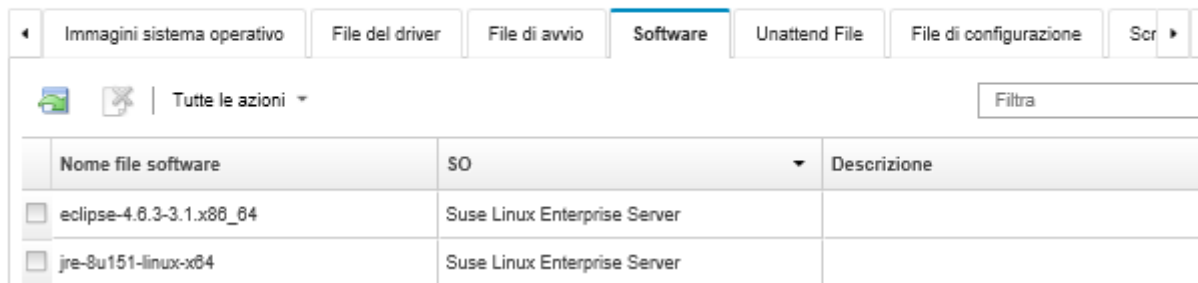 Immagini sistema operativo File del driver File di avvio Software Unattend File File di configurazione Scr
Tutte le azioni Filtra
Nome file software SO Descrizione
eclipse-4.6.3-3.1.x86_64 Suse Linux Enterprise Server
jre-8u151-linux-x64 Suse Linux Enterprise Server